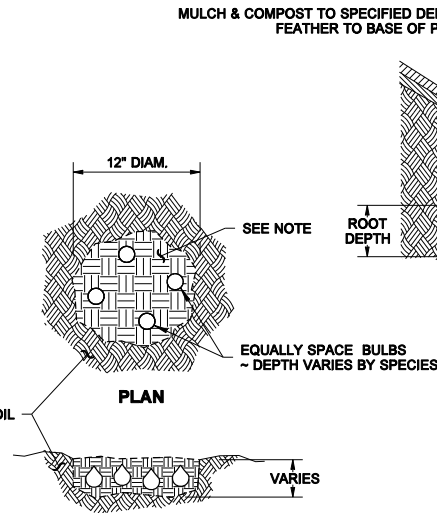 MULCH & COMPOST TO SPECIFIED
FEATHER TO BASE OF
12" DIAM.
SEE NOTE
ROOT
DEPTH
EQUALLY SPACE BULBS
~ DEPTH VARIES BY SPECIES
PLAN
VARIES